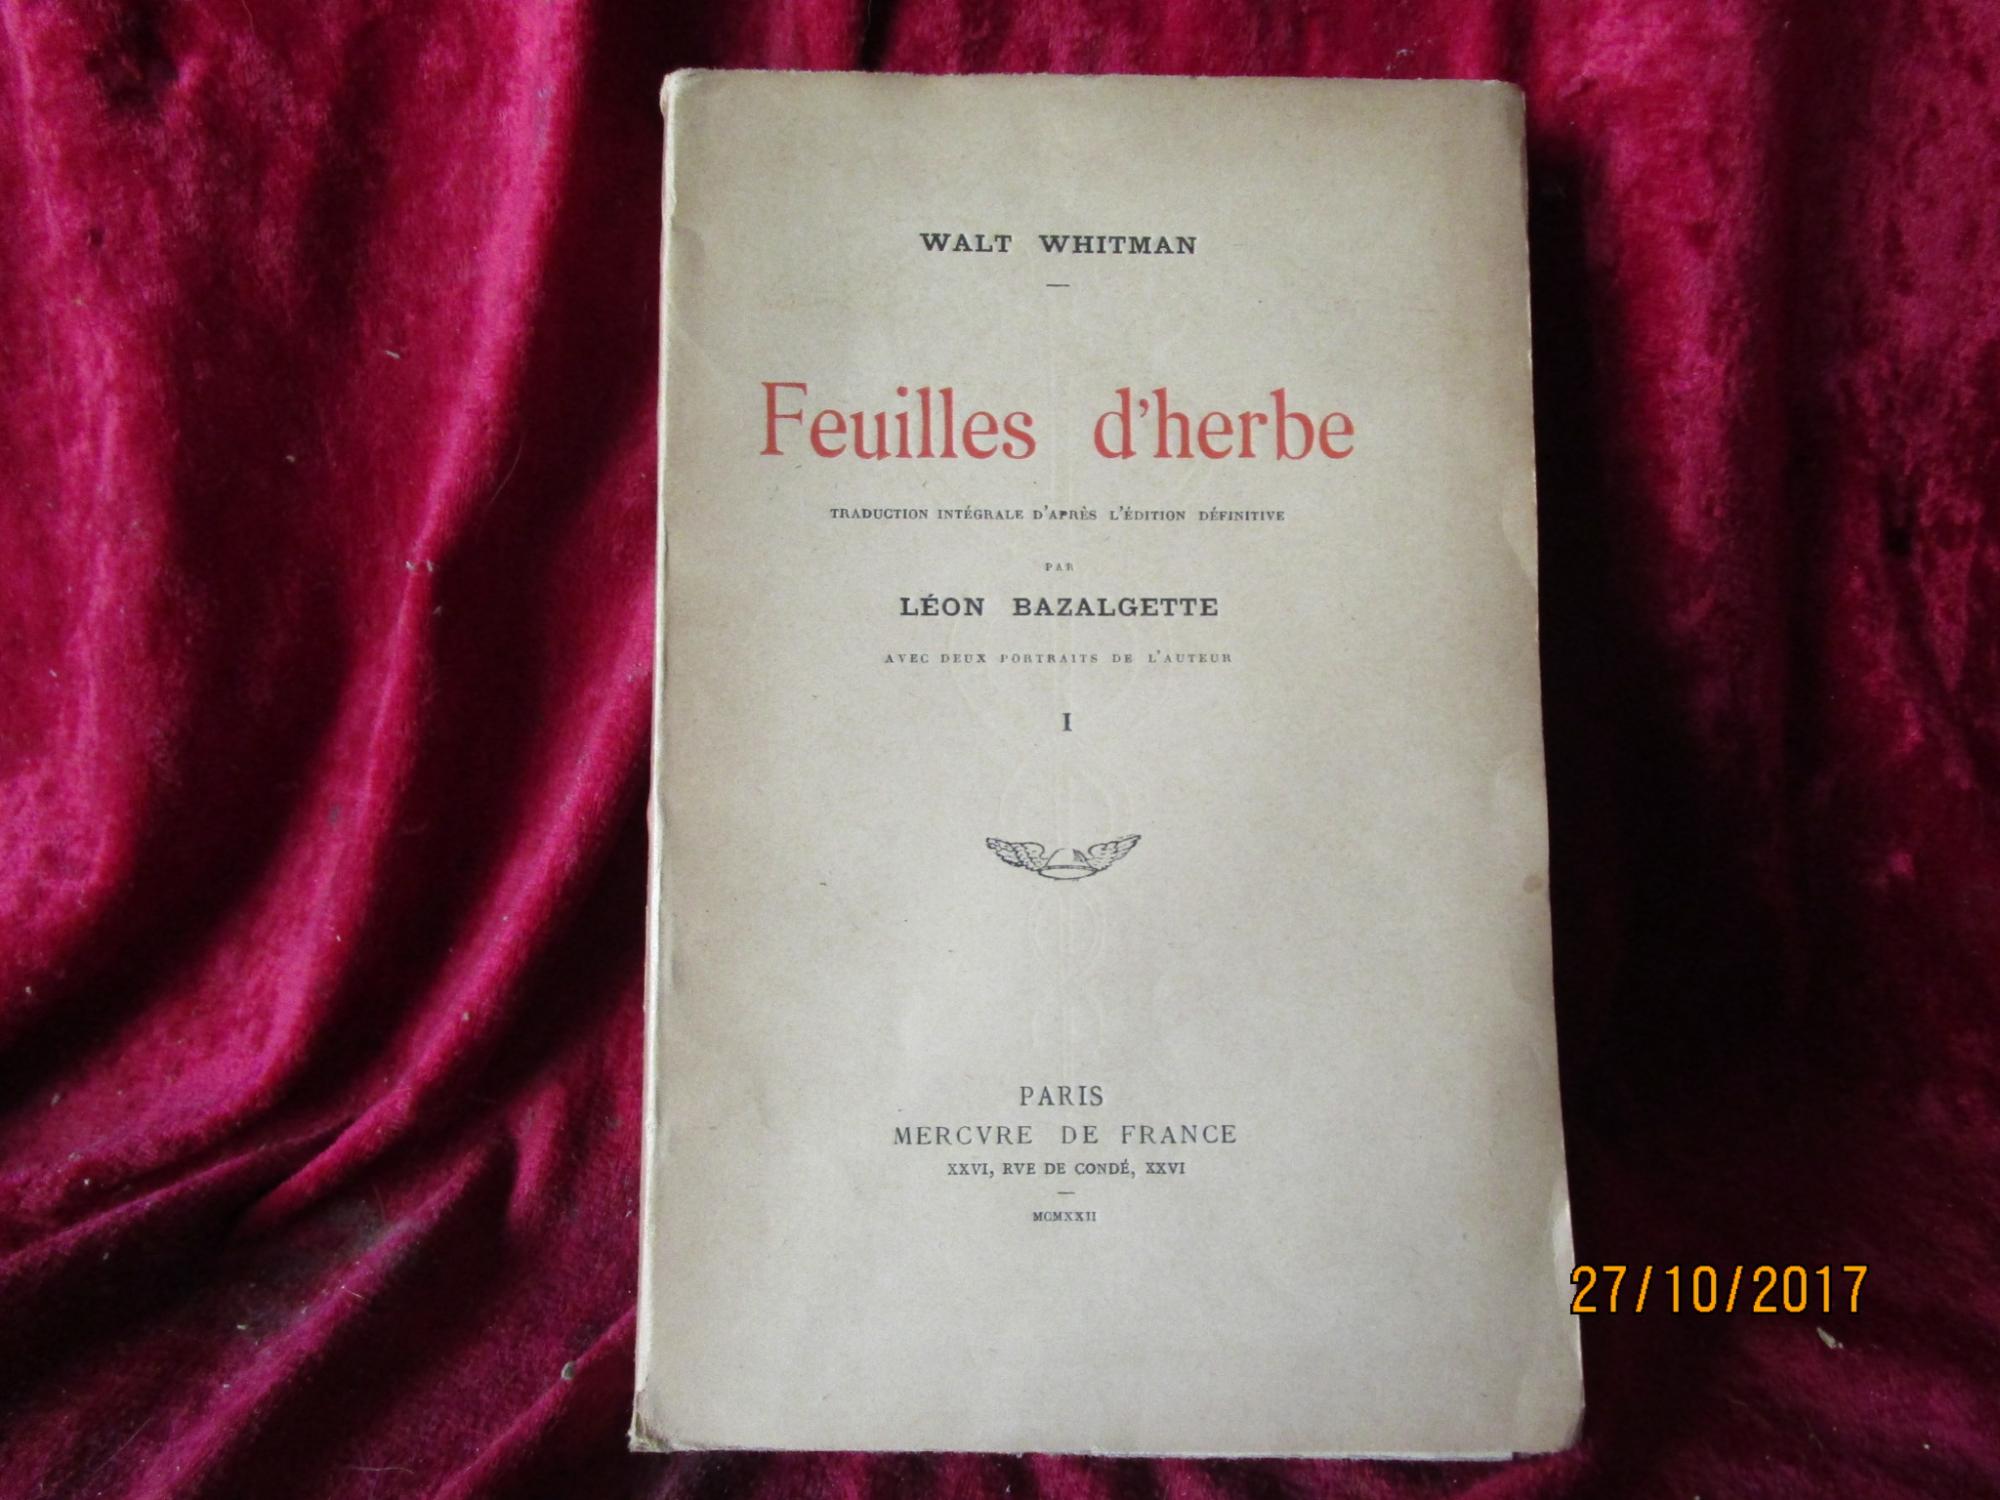 WALT WHITMAN
Feuilles d'herbe
TRADUCTION INTÉGRALE D'APRÈS L'ÉDITION DÉFINITIVE
PAR
LÉON BAZALGETTE
AVEC DEUX PORTRAITS DE L'AUTEUR
I
PARIS
MERCVRE DE FRANCE
XXVI, RVE DE CONDÉ, XXVI
MCMXXII
27/10/2017